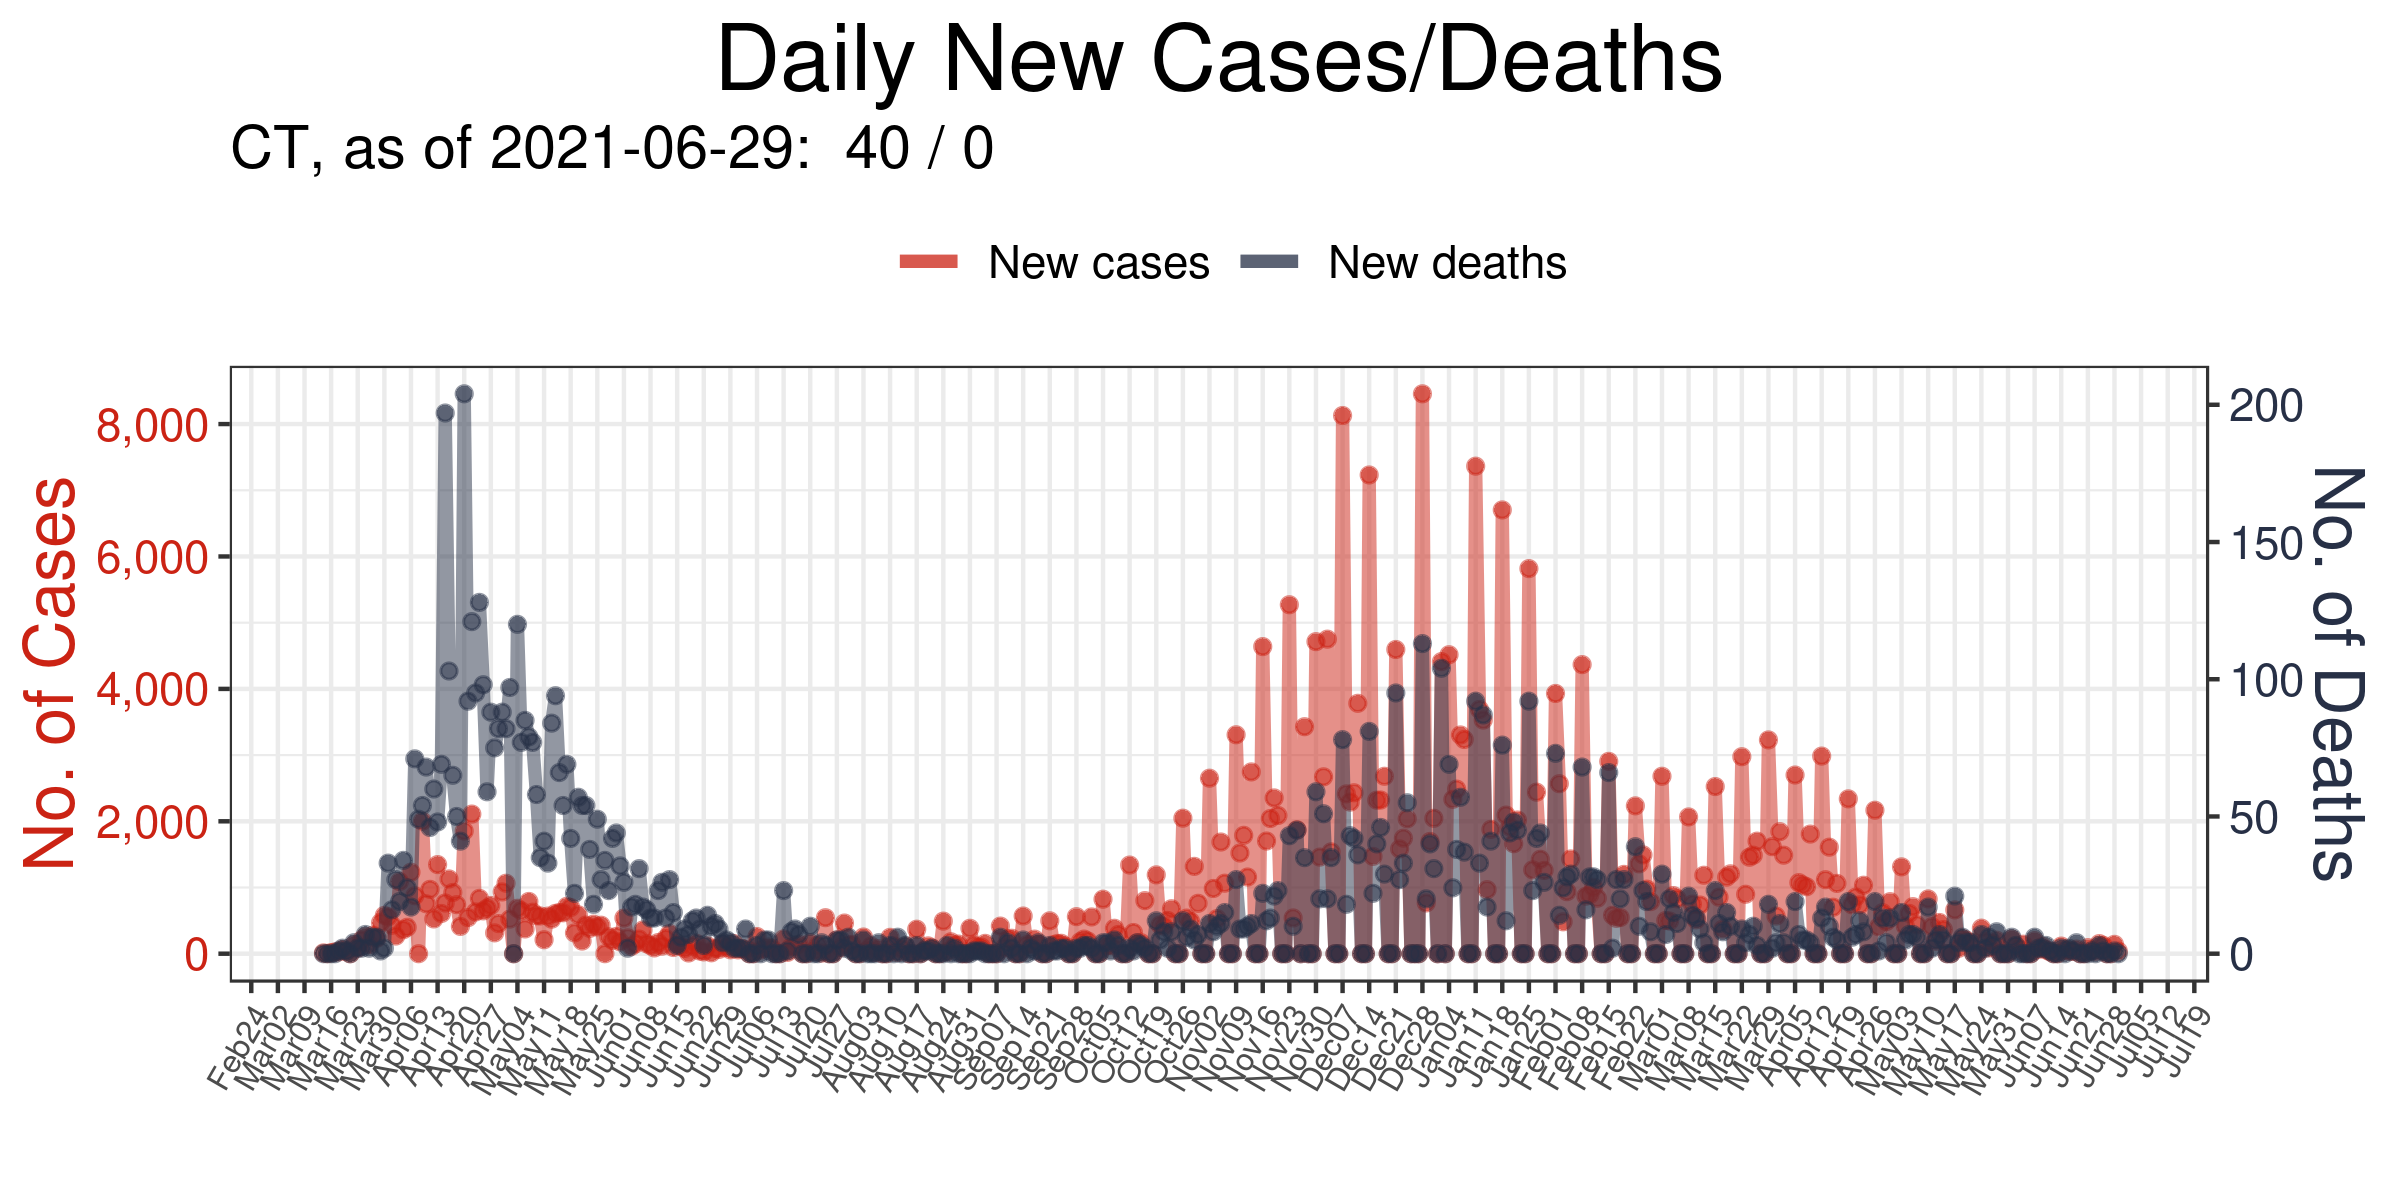 Daily New Cases/Deaths
CT, as of 2021-06-29:  40 / 0
New cases
New deaths
No. of Cases
8,000
6,000
4,000
2,000
0
200
150
100
50
0
No. of Deaths
Feb24
Mar02
Mar09
Mar16
Mar23
Mar30
Apr06
Apr13
Apr20
Apr27
May04
May11
May18
May25
Jun01
Jun08
Jun15
Jun22
Jun29
Jul06
Jul13
Jul20
Jul27
Aug03
Aug10
Aug17
Aug24
Aug31
Sep07
Sep14
Sep21
Sep28
Oct05
Oct12
Oct19
Oct26
Nov02
Nov09
Nov16
Nov23
Nov30
Dec07
Dec14
Dec21
Dec28
Jan04
Jan11
Jan18
Jan25
Feb01
Feb08
Feb15
Feb22
Mar01
Mar08
Mar15
Mar22
Mar29
Apr05
Apr12
Apr19
Apr26
May03
May10
May17
May24
May31
Jun07
Jun14
Jun21
Jun28
Jul05
Jul12
Jul19